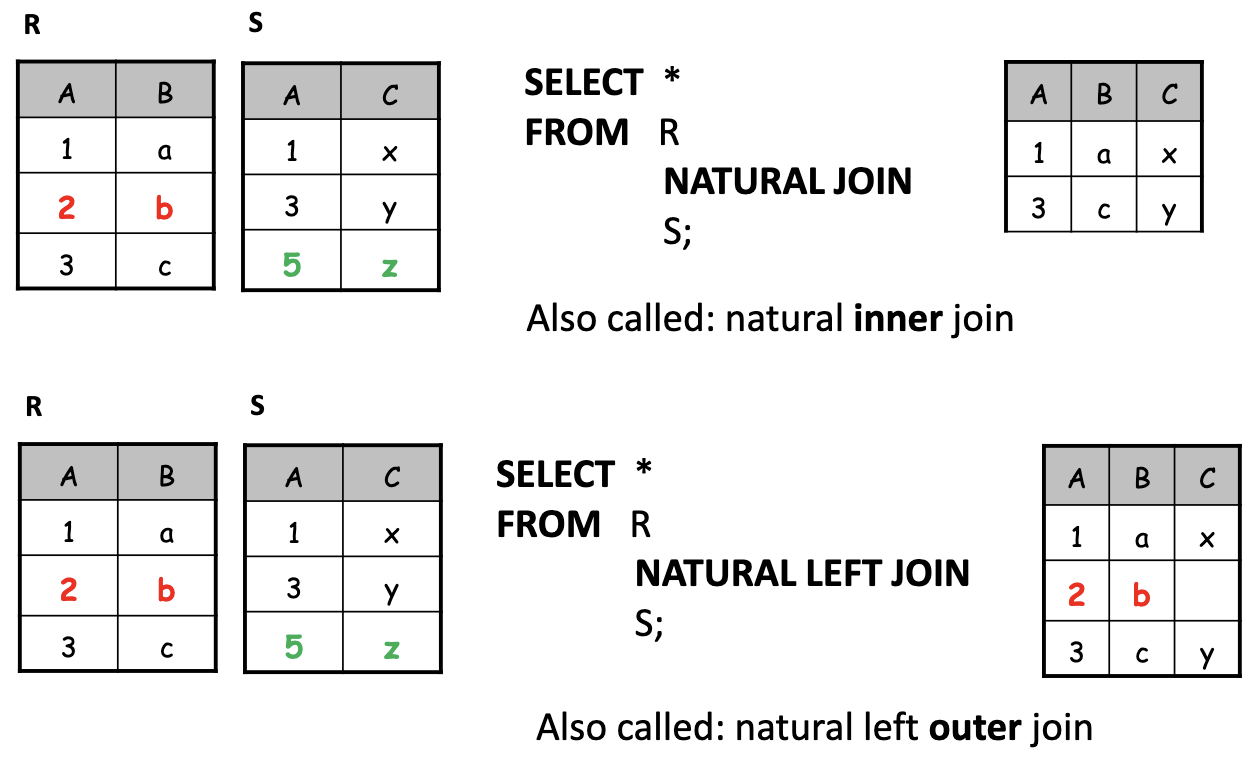 R S
A B A C
1 a 1 x
2 b 3 y
3 c 5 z
SELECT *
FROM R
NATURAL JOIN
S;
A B C
1 a x
3 c y
Also called: natural inner join
R S
A B A C
1 a 1 x
2 b 3 y
3 c 5 z
SELECT *
FROM R
NATURAL LEFT JOIN
S;
A B C
1 a x
2 b
3 c y
Also called: natural left outer join